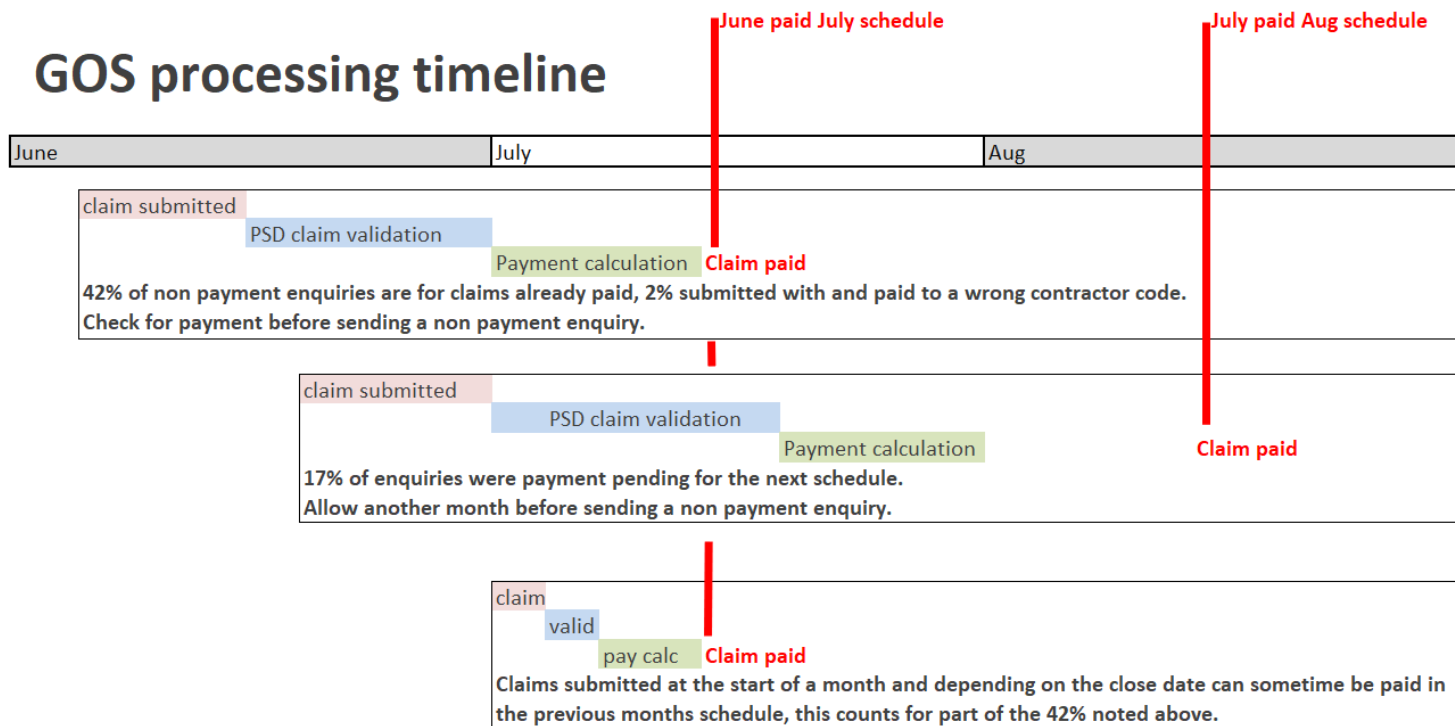 June paid July schedule
July paid Aug schedule
GOS processing timeline
June
July
Aug
claim submitted
PSD claim validation
Payment calculation
Claim paid
42% of non payment enquiries are for claims already paid, 2% submitted with and paid to a wrong contractor code.
Check for payment before sending a non payment enquiry.
claim submitted
PSD claim validation
Payment calculation
Claim paid
17% of enquiries were payment pending for the next schedule.
Allow another month before sending a non payment enquiry.
claim
valid
pay calc
Claim paid
Claims submitted at the start of a month and depending on the close date can sometime be paid in
the previous months schedule, this counts for part of the 42% noted above.